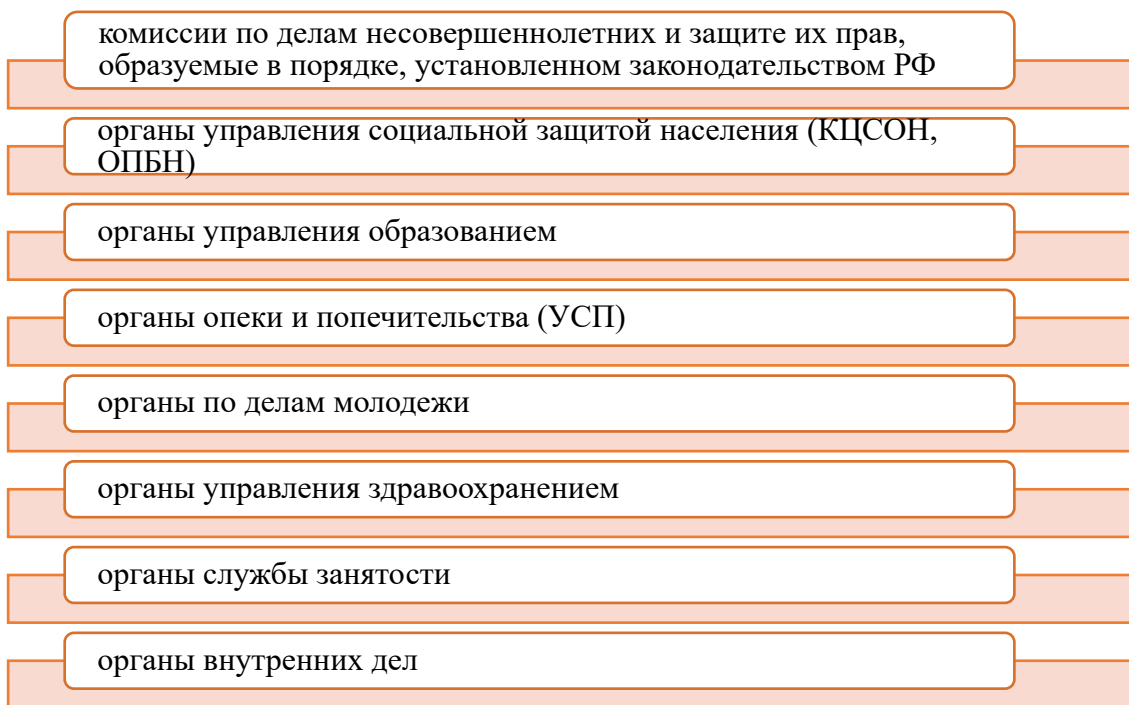 комиссии по делам несовершеннолетних и защите их прав,
образуемые в порядке, установленном законодательством РФ
органы управления социальной защитой населения (КЦСОН,
ОПБН)
органы управления образованием
органы опеки и попечительства (УСП)
органы по делам молодежи
органы управления здравоохранением
органы службы занятости
органы внутренних дел